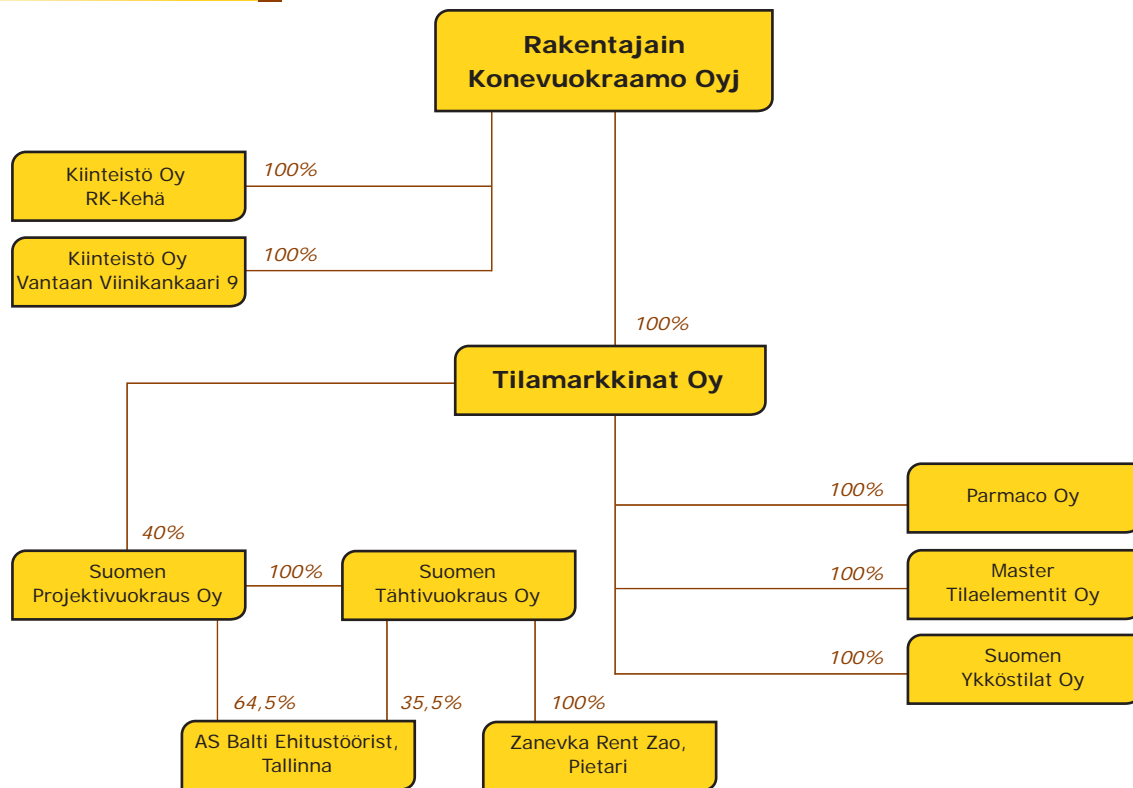 Rakentajain
Konevuokraamo Oyj
100%
Kiinteistö Oy
RK-Kehä
100%
Kiinteistö Oy
Vantaan Viinikankaari 9
100%
Tilamarkkinat Oy
100%
Parmaco Oy
40%
Suomen
Projektivuokraus Oy
100%
Suomen
Tähtivuokraus Oy
100%
Master
Tilaelementit Oy
100%
Suomen
Ykköstilat Oy
64,5%
35,5%
100%
AS Balti Ehitustöörist,
Tallinna
Zanevka Rent Zao,
Pietari